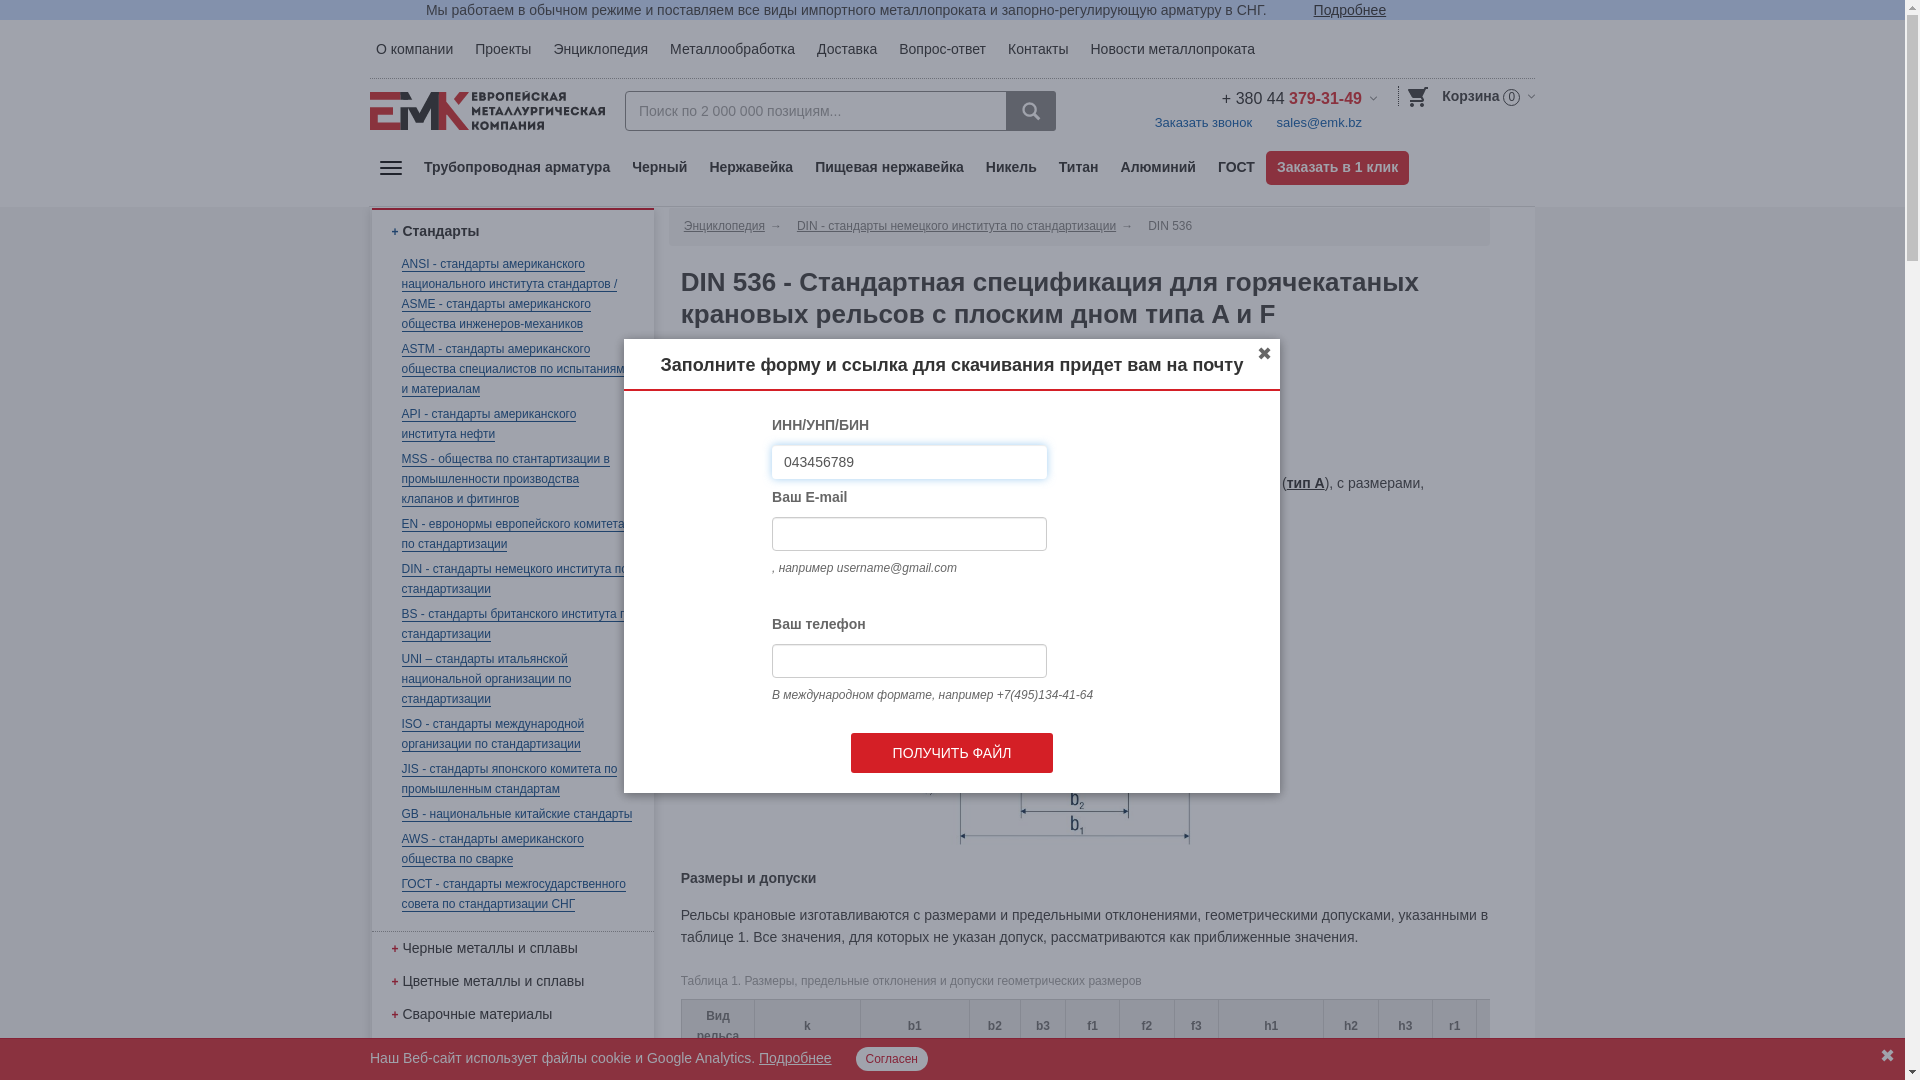 Мы работаем в обычном режиме и поставляем все виды импортного металлопроката и запорно-регулирующую арматуру в СНГ. Подробнее
О компании Проекты Энциклопедия Металлообработка Доставка Вопрос-ответ Контакты Новости металлопроката
ЕМК ЕВРОПЕЙСКАЯ
МЕТАЛЛУРГИЧЕСКАЯ
КОМПАНИЯ
Поиск по 2 000 000 позициям...
+ 380 44 379-31-49
Заказать звонок sales@emk.bz
Корзина 0
Трубопроводная арматура Черный Нержавейка Пищевая нержавейка Никель Титан Алюминий ГОСТ Заказать в 1 клик
+ Стандарты
ANSI - стандарты американского
национального института стандартов /
ASME - стандарты американского
общества инженеров-механиков
ASTM - стандарты американского
общества специалистов по испытаниям
и материалам
API - стандарты американского
института нефти
MSS - общества по стантартизации в
промышленности производства
клапанов и фитингов
EN - евронормы европейского комитета
по стандартизации
DIN - стандарты немецкого института по
стандартизации
BS - стандарты британского института
стандартизации
UNI – стандарты итальянской
национальной организации по
стандартизации
ISO - стандарты международной
организации по стандартизации
JIS - стандарты японского комитета по
промышленным стандартам
GB - национальные китайские стандарты
AWS - стандарты американского
общества по сварке
ГОСТ - стандарты межгосударственного
совета по стандартизации СНГ
+ Черные металлы и сплавы
+ Цветные металлы и сплавы
+ Сварочные материалы
Энциклопедия → DIN - стандарты немецкого института по стандартизации → DIN 536
DIN 536 - Стандартная спецификация для горячекатаных
крановых рельсов с плоским дном типа A и F
(тип А), с размерами,
Заполните форму и ссылка для скачивания придет вам на почту
✖
ИНН/УНП/БИН
043456789
Ваш E-mail
, например username@gmail.com
Ваш телефон
В международном формате, например +7(495)134-41-64
ПОЛУЧИТЬ ФАЙЛ
b2
b1
Размеры и допуски
Рельсы крановые изготавливаются с размерами и предельными отклонениями, геометрическими допусками, указанными в
таблице 1. Все значения, для которых не указан допуск, рассматриваются как приближенные значения.
Таблица 1. Размеры, предельные отклонения и допуски геометрических размеров
Вид
рельса k b1 b2 b3 f1 f2 f3 h1 h2 h3 r1
Наш Веб-сайт использует файлы cookie и Google Analytics. Подробнее Согласен ✖